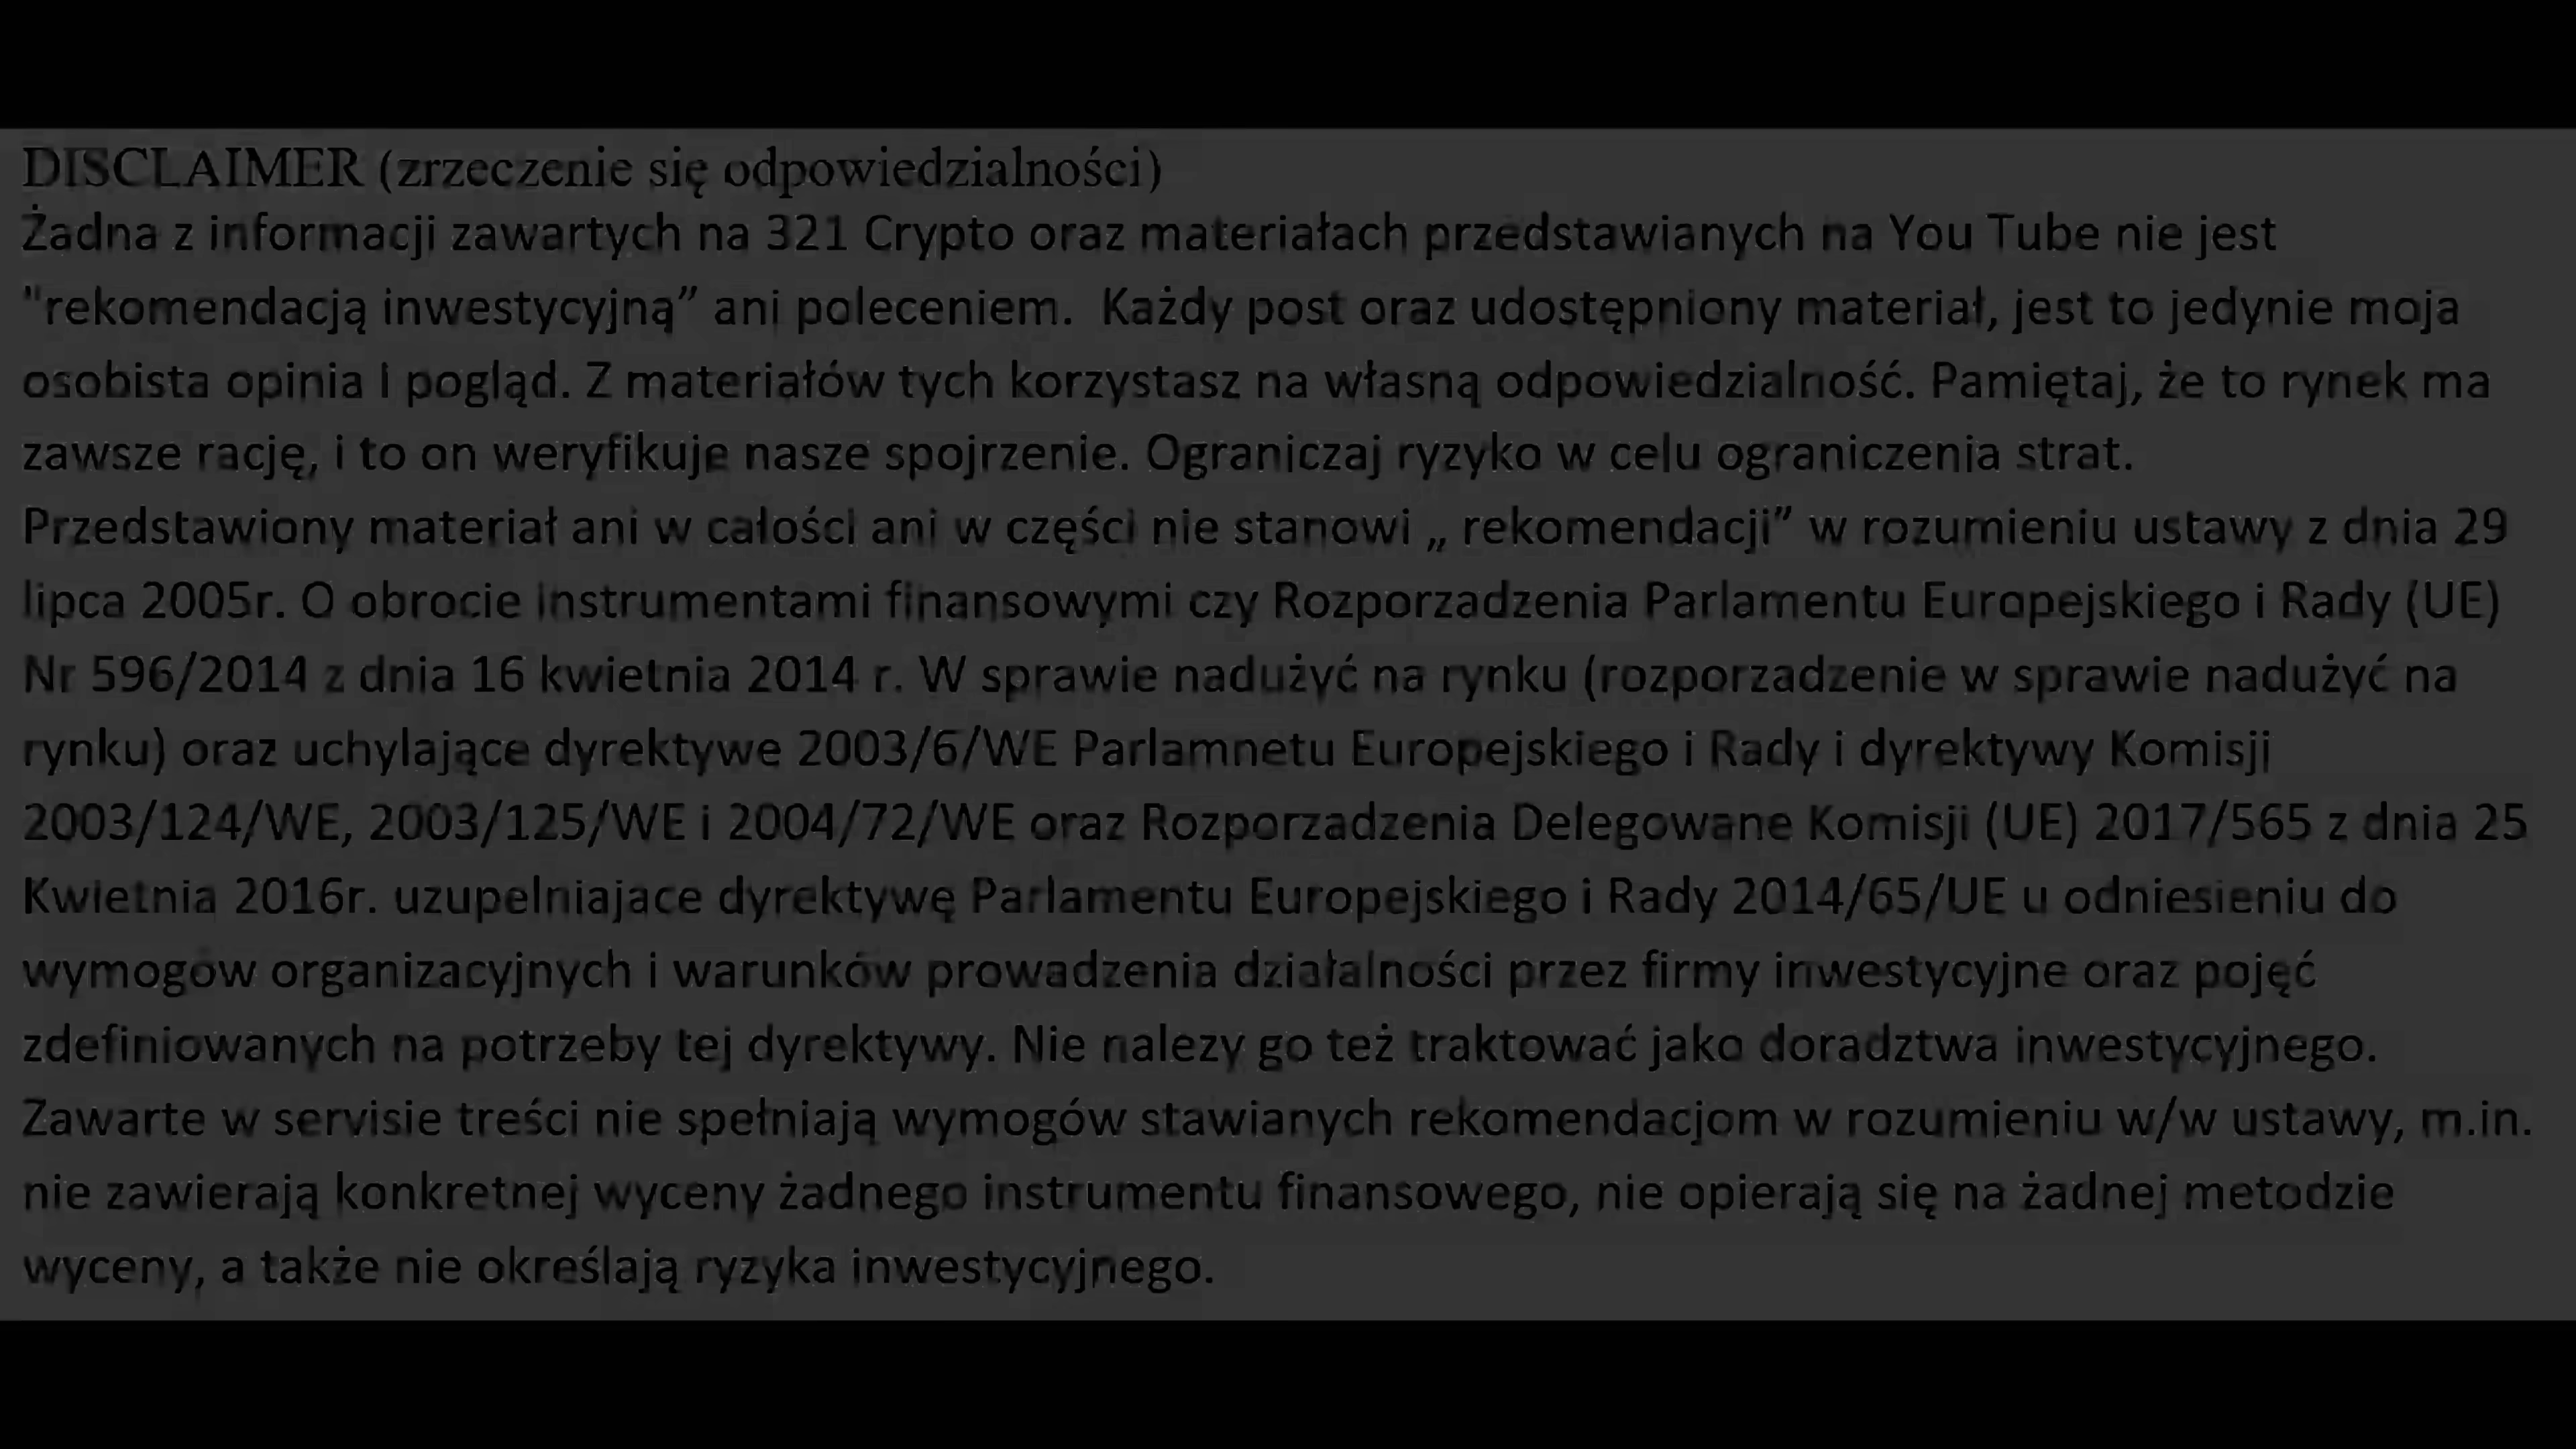 DISCLAIMER (zrzeczenie się odpowiedzialności)
Żadna z informacji zawartych na 321 Crypto oraz materiałach przedstawianych na You Tube nie jest
"rekomendacją inwestycyjną” ani poleceniem. Każdy post oraz udostępniony materiał, jest to jedynie moja
osobista opinia i pogląd. Z materiałów tych korzystasz na własną odpowiedzialność. Pamiętaj, że to rynek ma
zawsze rację, i to on weryfikuje nasze spojrzenie. Ograniczaj ryzyko w celu ograniczenia strat.
Przedstawiony materiał ani w całości ani w części nie stanowi „ rekomendacji” w rozumieniu ustawy z dnia 29
lipca 2005r. O obrocie instrumentami finansowymi czy Rozporzadzenia Parlamentu Europejskiego i Rady (UE)
Nr 596/2014 z dnia 16 kwietnia 2014 r. W sprawie nadużyć na rynku (rozporzadzenie w sprawie nadużyć na
rynku) oraz uchylające dyrektywe 2003/6/WE Parlamnetu Europejskiego i Rady i dyrektywy Komisji
2003/124/WE, 2003/125/WE i 2004/72/WE oraz Rozporzadzenia Delegowane Komisji (UE) 2017/565 z dnia 25
Kwietnia 2016r. uzupelniajace dyrektywę Parlamentu Europejskiego i Rady 2014/65/UE u odniesieniu do
wymogów organizacyjnych i warunków prowadzenia działalności przez firmy inwestycyjne oraz pojęć
zdefiniowanych na potrzeby tej dyrektywy. Nie nalezy go też traktować jako doradztwa inwestycyjnego.
Zawarte w servisie treści nie spełniają wymogów stawianych rekomendacjom w rozumieniu w/w ustawy, m.in.
nie zawierają konkretnej wyceny żadnego instrumentu finansowego, nie opierają się na żadnej metodzie
wyceny, a także nie określają ryzyka inwestycyjnego.